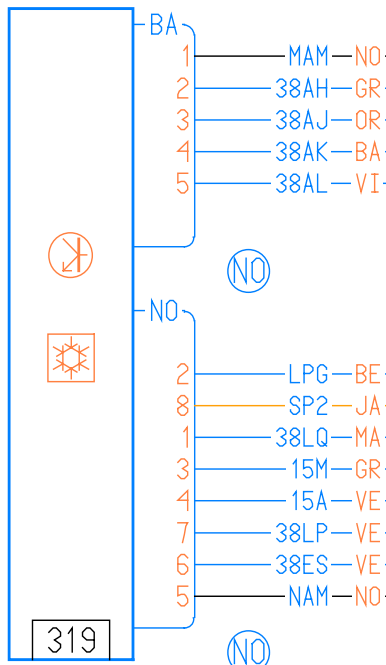 BA
1 MAM NO
2 38AH GR
3 38AJ OR
4 38AK BA
5 38AL VI
NO
NO
2 LPG BE
8 SP2 JA
1 38LQ MA
3 15M GR
4 15A VE
7 38LP VE
6 38ES VE
5 NAM NO
319
NO